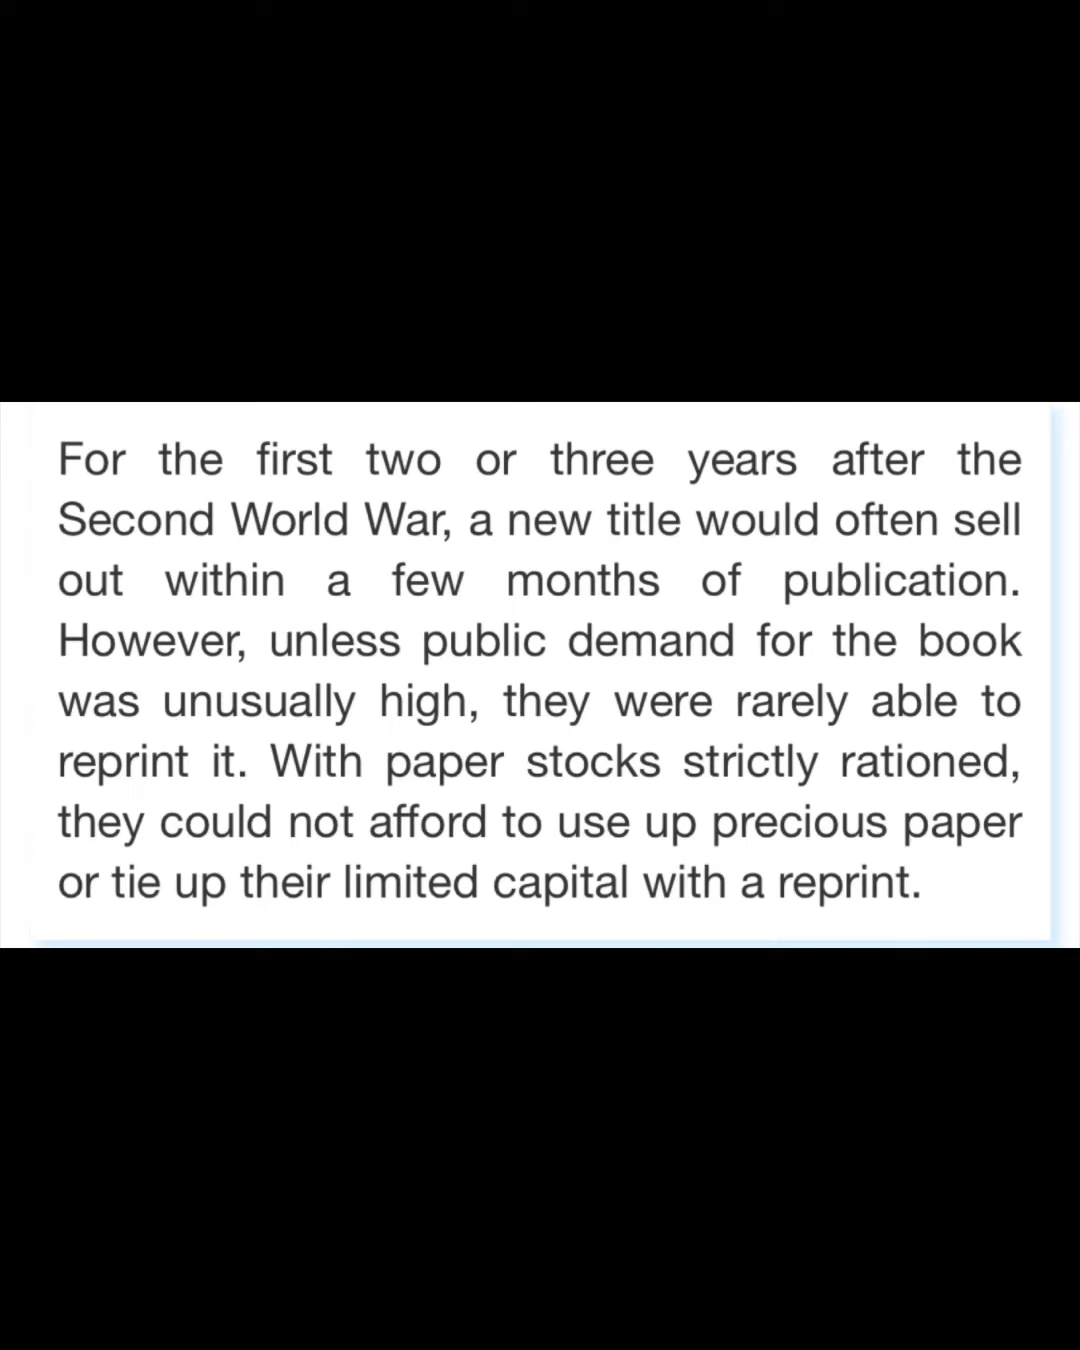 For the first two or three years after the
Second World War, a new title would often sell
out within a few months of publication.
However, unless public demand for the book
was unusually high, they were rarely able to
reprint it. With paper stocks strictly rationed,
they could not afford to use up precious paper
or tie up their limited capital with a reprint.